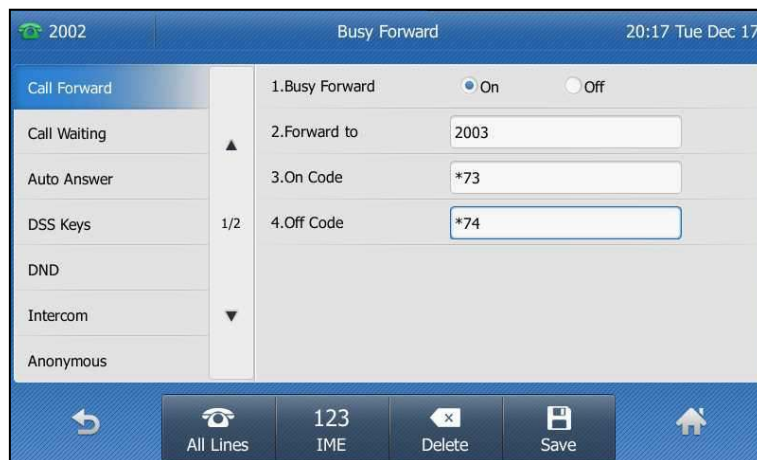 2002 Busy Forward 20:17 Tue Dec 17
Call Forward
Call Waiting
Auto Answer
DSS Keys
DND
Intercom
Anonymous
1/2
1.Busy Forward On Off
2.Forward to 2003
3.On Code *73
4.Off Code *74
All Lines
123
IME
Delete
Save